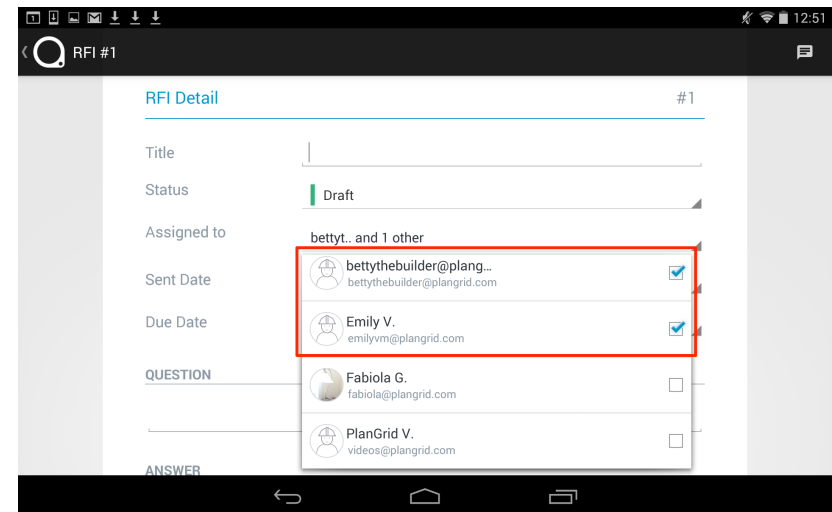 12:51
RFI #1
RFI Detail #1
Title
Status Draft
Assigned to bettyt.. and 1 other
bettythebuilder@plang...
bettythebuilder@plangrid.com
Sent Date
Emily V.
emilyvm@plangrid.com
Due Date
Fabiola G.
fabiola@plangrid.com
QUESTION
PlanGrid V.
videos@plangrid.com
ANSWER